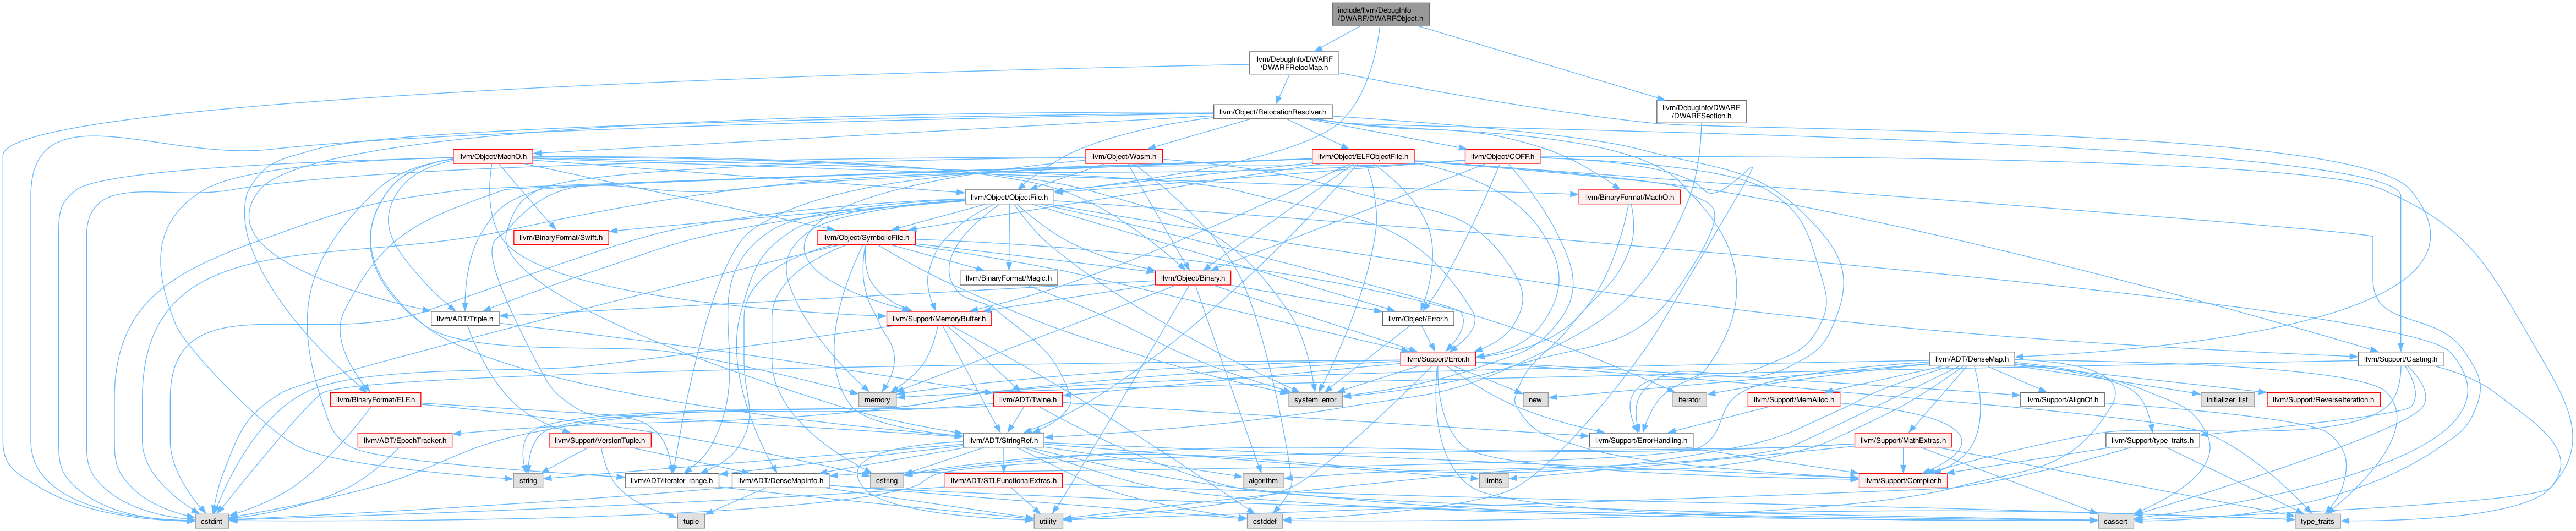 include/llvm/DebugInfo
/DWARF/DWARFObject.h
llvm/DebugInfo/DWARF
/DWARFRelocMap.h
llvm/Object/RelocationResolver.h
llvm/DebugInfo/DWARF
/DWARFSection.h
llvm/Object/MachO.h
llvm/Object/Wasm.h
llvm/Object/ELFObjectFile.h
llvm/Object/COFF.h
llvm/Object/ObjectFile.h
llvm/BinaryFormat/MachO.h
llvm/BinaryFormat/Swift.h
llvm/Object/SymbolicFile.h
llvm/BinaryFormat/Magic.h
llvm/Object/Binary.h
llvm/ADT/Triple.h
llvm/Support/MemoryBuffer.h
llvm/Object/Error.h
llvm/Support/Error.h
llvm/ADT/DenseMap.h
llvm/Support/Casting.h
llvm/BinaryFormat/ELF.h
memory
llvm/ADT/Twine.h
system_error
new
iterator
llvm/Support/MemAlloc.h
llvm/Support/AlignOf.h
initializer_list
llvm/Support/ReverseIteration.h
llvm/ADT/EpochTracker.h
llvm/Support/VersionTuple.h
llvm/ADT/StringRef.h
llvm/Support/ErrorHandling.h
llvm/Support/MathExtras.h
llvm/Support/type_traits.h
string
llvm/ADT/iterator_range.h
llvm/ADT/DenseMapInfo.h
cstring
llvm/ADT/STLFunctionalExtras.h
algorithm
limits
llvm/Support/Compiler.h
cstdint
tuple
utility
cstddef
cassert
type_traits